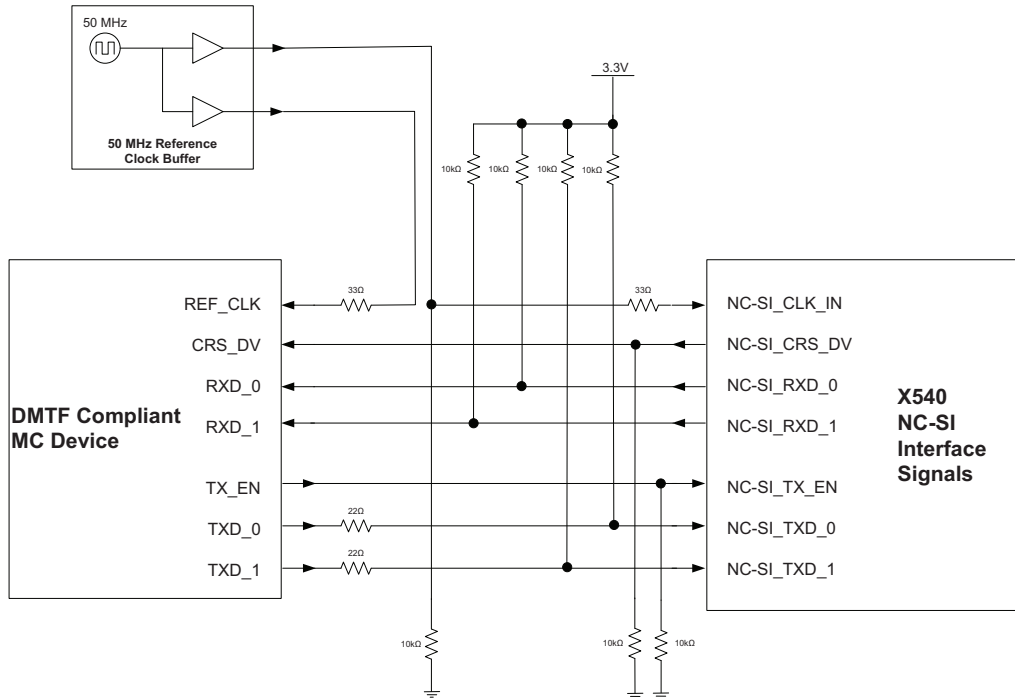 50 MHz
50 MHz Reference
Clock Buffer
3.3V
10kΩ
10kΩ
10kΩ
10kΩ
DMTF Compliant
MC Device
REF_CLK
CRS_DV
RXD_0
RXD_1
TX_EN
TXD_0
TXD_1
33Ω
33Ω
22Ω
22Ω
NC-SI_CLK_IN
NC-SI_CRS_DV
NC-SI_RXD_0
NC-SI_RXD_1
NC-SI_TX_EN
NC-SI_TXD_0
NC-SI_TXD_1
X540
NC-SI
Interface
Signals
10kΩ
10kΩ
10kΩ